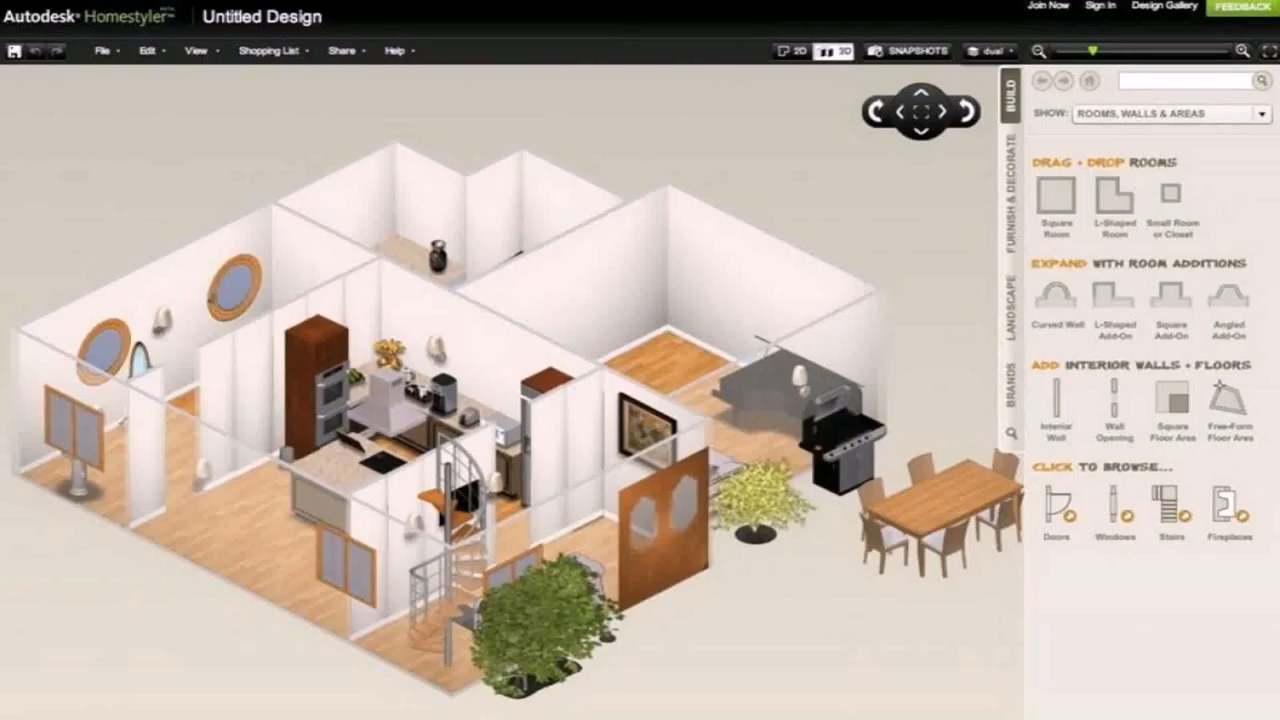 Autodesk® Homestyler™ BETA
Untitled Design
Join Now Sign In Design Gallery FEEDBACK
File Edit View Shopping List Share Help
2D 3D SNAPSHOTS dual
BUILD
FURNISH & DECORATE
LANDSCAPE
BRANDS
SHOW: ROOMS, WALLS & AREAS
DRAG + DROP ROOMS
Square Room
L-Shaped Room
Small Room or Closet
EXPAND WITH ROOM ADDITIONS
Curved Wall
L-Shaped Add-On
Square Add-On
Angled Add-On
ADD INTERIOR WALLS + FLOORS
Interior Wall
Wall Opening
Square Floor Area
Free-Form Floor Area
CLICK TO BROWSE...
Doors Windows Stairs Fireplaces